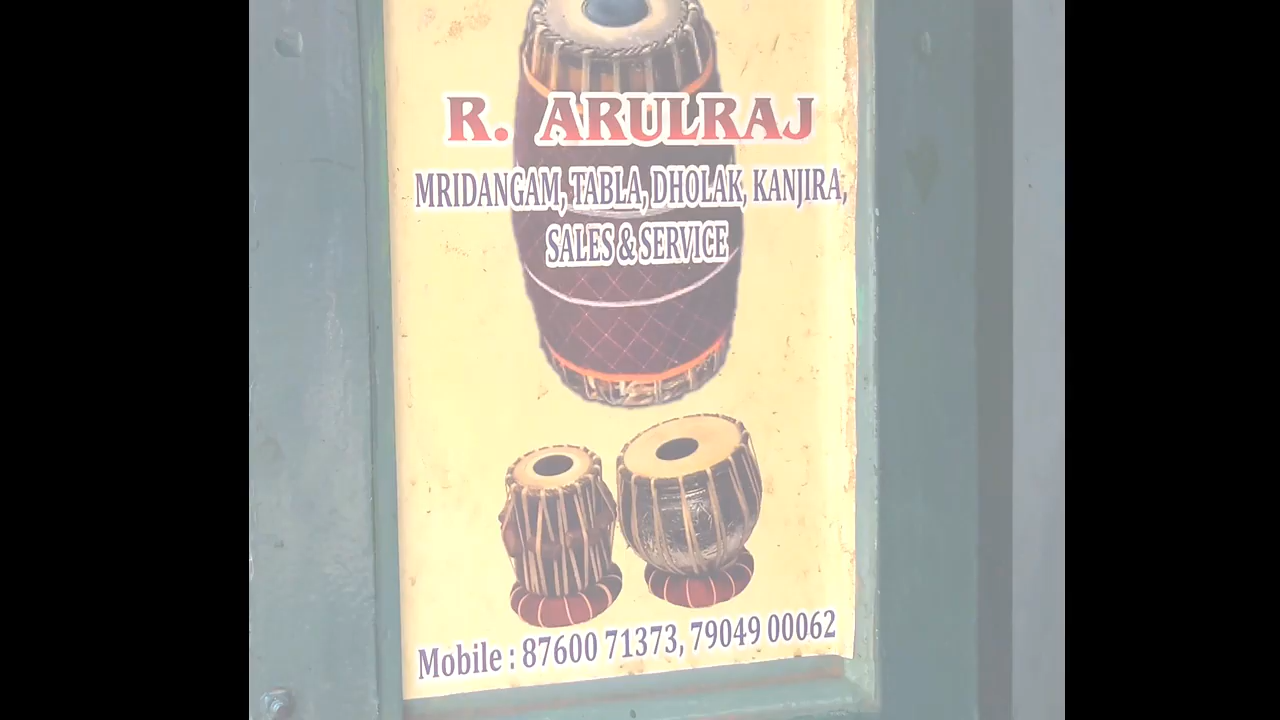 R. ARULRAJ
MRIDANGAM, TABLA, DHOLAK, KANJIRA,
SALES & SERVICE
Mobile : 87600 71373, 79049 00062